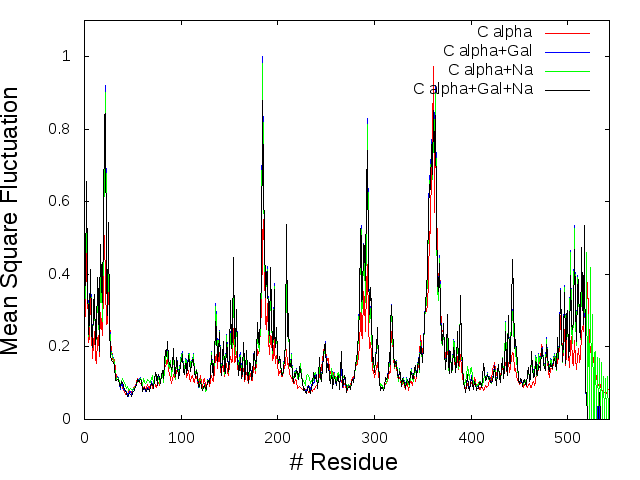 C alpha
C alpha+Gal
C alpha+Na
C alpha+Gal+Na
Mean Square Fluctuation
1
0.8
0.6
0.4
0.2
0
0 100 200 300 400 500
# Residue